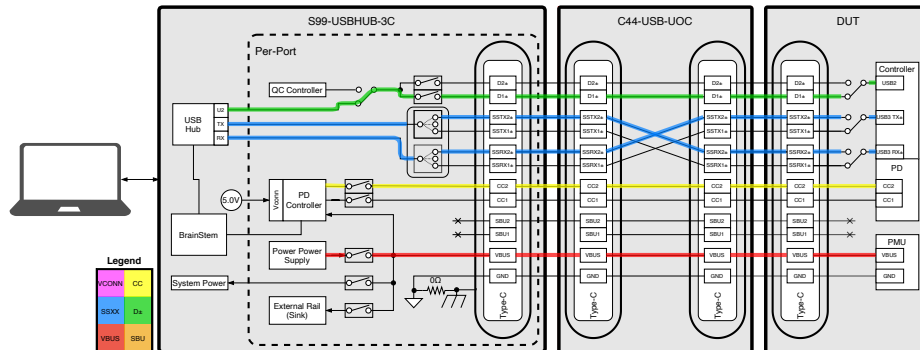 S99-USBHUB-3C
C44-USB-UOC
DUT
Per-Port
Controller
QC Controller
D2±
D2±
D2±
D2±
USB2
D1±
D1±
D1±
D1±
USB
Hub
U2
TX
RX
SSTX2±
SSTX2±
SSTX2±
SSTX2±
USB3 TX±
SSTX1±
SSTX1±
SSTX1±
SSTX1±
SSRX2±
SSRX2±
SSRX2±
SSRX2±
USB3 RX±
SSRX1±
SSRX1±
SSRX1±
SSRX1±
PD
5.0V
Vconn
PD
Controller
CC2
CC2
CC2
CC2
CC2
CC1
CC1
CC1
CC1
CC1
BrainStem
SBU2
SBU2
SBU2
SBU2
SBU1
SBU1
SBU1
SBU1
PMU
Power Power
Supply
VBUS
VBUS
VBUS
VBUS
VBUS
System Power
GND
GND
GND
GND
GND
0Ω
External Rail
(Sink)
Type-C
Type-C
Type-C
Type-C
Legend
VCONN
CC
SSXX
D±
VBUS
SBU